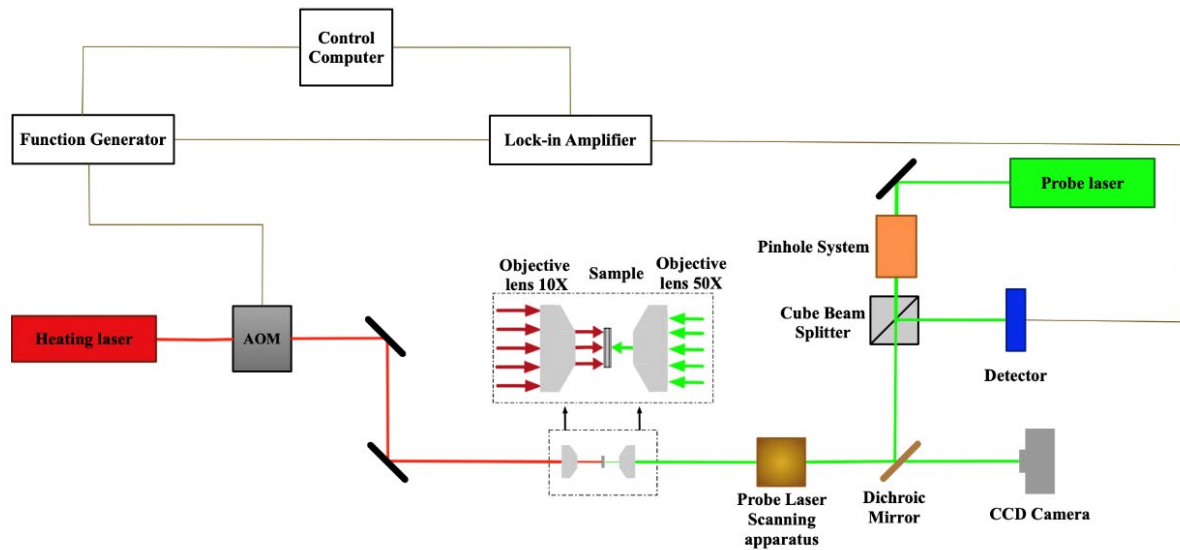 Control
Computer
Function Generator
Lock-in Amplifier
Probe laser
Pinhole System
Objective
lens 10X
Sample
Objective
lens 50X
Cube Beam
Splitter
Heating laser
AOM
Detector
Probe Laser
Scanning
apparatus
Dichroic
Mirror
CCD Camera